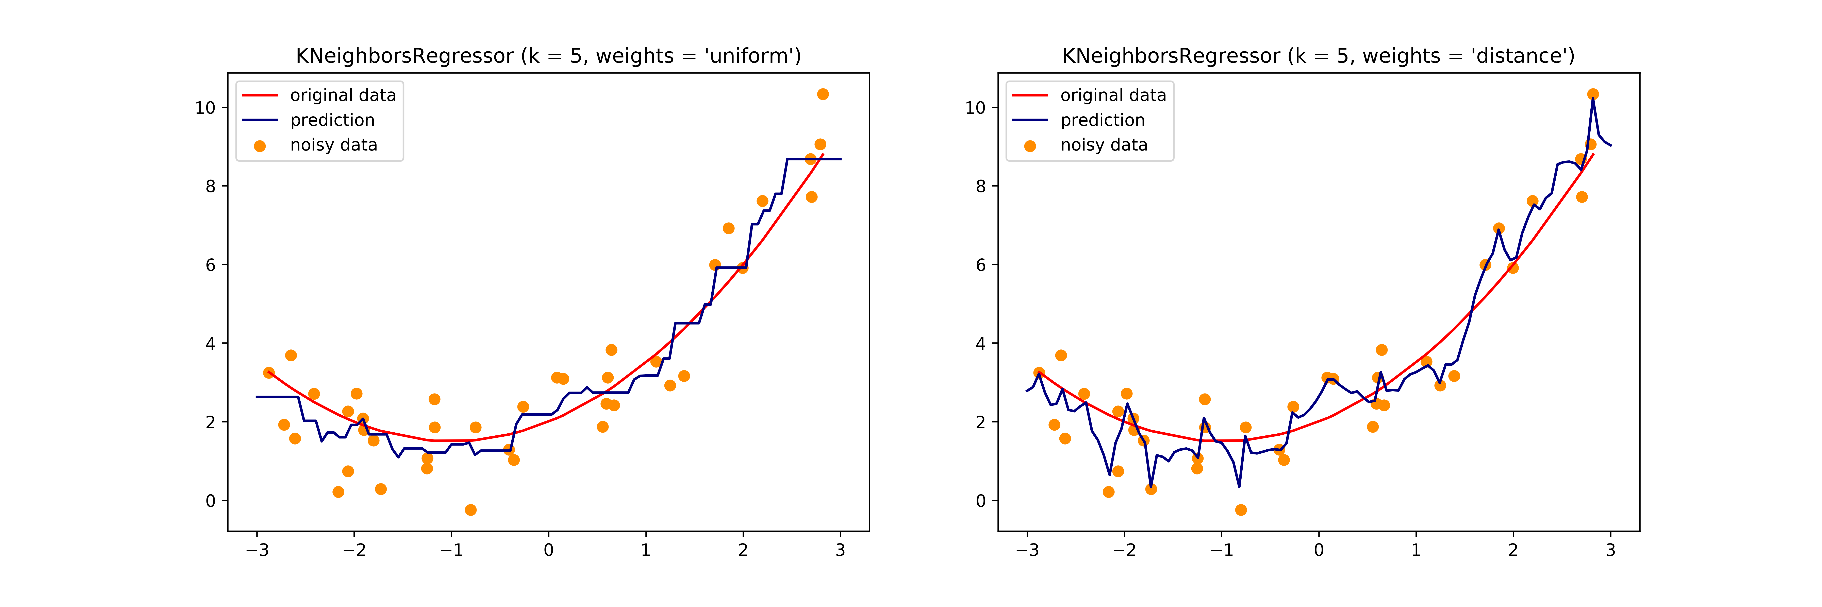 KNeighborsRegressor (k = 5, weights = 'uniform')
original data
prediction
noisy data
10
8
6
4
2
0
−3 −2 −1 0 1 2 3
KNeighborsRegressor (k = 5, weights = 'distance')
original data
prediction
noisy data
10
8
6
4
2
0
−3 −2 −1 0 1 2 3